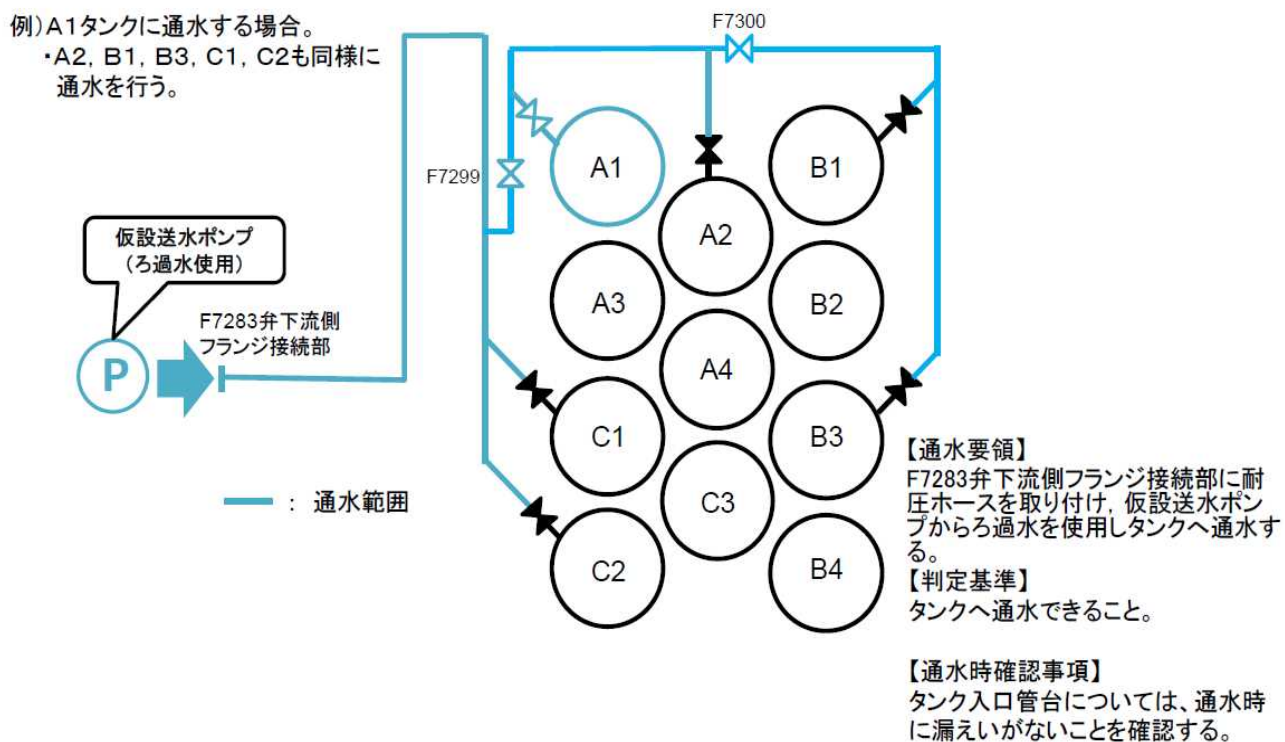 例)A1タンクに通水する場合。
・A2, B1, B3, C1, C2も同様に
通水を行う。
F7300
F7299
A1
B1
A2
仮設送水ポンプ
(ろ過水使用)
A3
B2
F7283弁下流側
フランジ接続部
P
A4
C1
B3
C3
― : 通水範囲
C2
B4
【通水要領】
F7283弁下流側フランジ接続部に耐
圧ホースを取り付け, 仮設送水ポン
プからろ過水を使用しタンクへ通水す
る。
【判定基準】
タンクへ通水できること。
【通水時確認事項】
タンク入口管台については、通水時
に漏えいがないことを確認する。